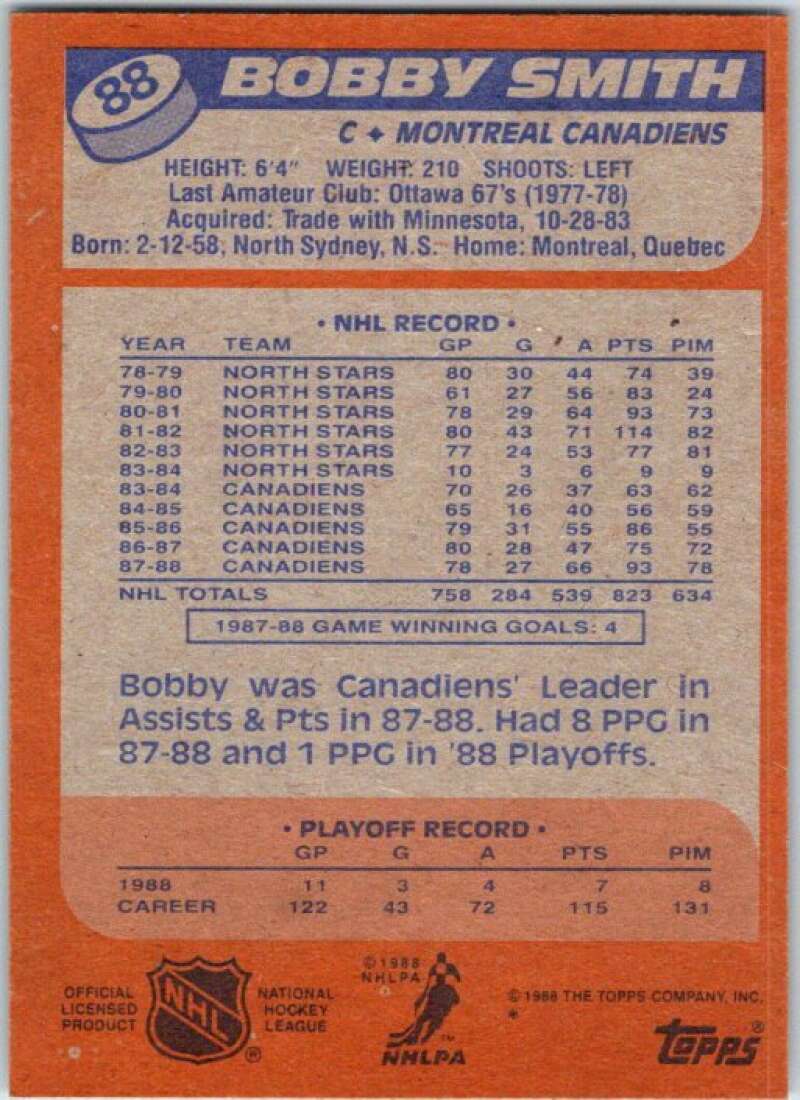 88
BOBBY SMITH
C ♦ MONTREAL CANADIENS
HEIGHT: 6'4" WEIGHT: 210 SHOOTS: LEFT
Last Amateur Club: Ottawa 67's (1977-78)
Acquired: Trade with Minnesota, 10-28-83
Born: 2-12-58, North Sydney, N.S. Home: Montreal, Quebec
• NHL RECORD •
YEAR TEAM GP G A PTS PIM
78-79 NORTH STARS 80 30 44 74 39
79-80 NORTH STARS 61 27 56 83 24
80-81 NORTH STARS 78 29 64 93 73
81-82 NORTH STARS 80 43 71 114 82
82-83 NORTH STARS 77 24 53 77 81
83-84 NORTH STARS 10 3 6 9 9
83-84 CANADIENS 70 26 37 63 62
84-85 CANADIENS 65 16 40 56 59
85-86 CANADIENS 79 31 55 86 55
86-87 CANADIENS 80 28 47 75 72
87-88 CANADIENS 78 27 66 93 78
NHL TOTALS 758 284 539 823 634
1987-88 GAME WINNING GOALS: 4
Bobby was Canadiens' Leader in
Assists & Pts in 87-88. Had 8 PPG in
87-88 and 1 PPG in '88 Playoffs.
• PLAYOFF RECORD •
GP G A PTS PIM
1988 11 3 4 7 8
CAREER 122 43 72 115 131
OFFICIAL
LICENSED
PRODUCT
NHL
®
NATIONAL
HOCKEY
LEAGUE
©1988
NHLPA
™
NHLPA
©1988 THE TOPPS COMPANY, INC.
*
TOPPS®